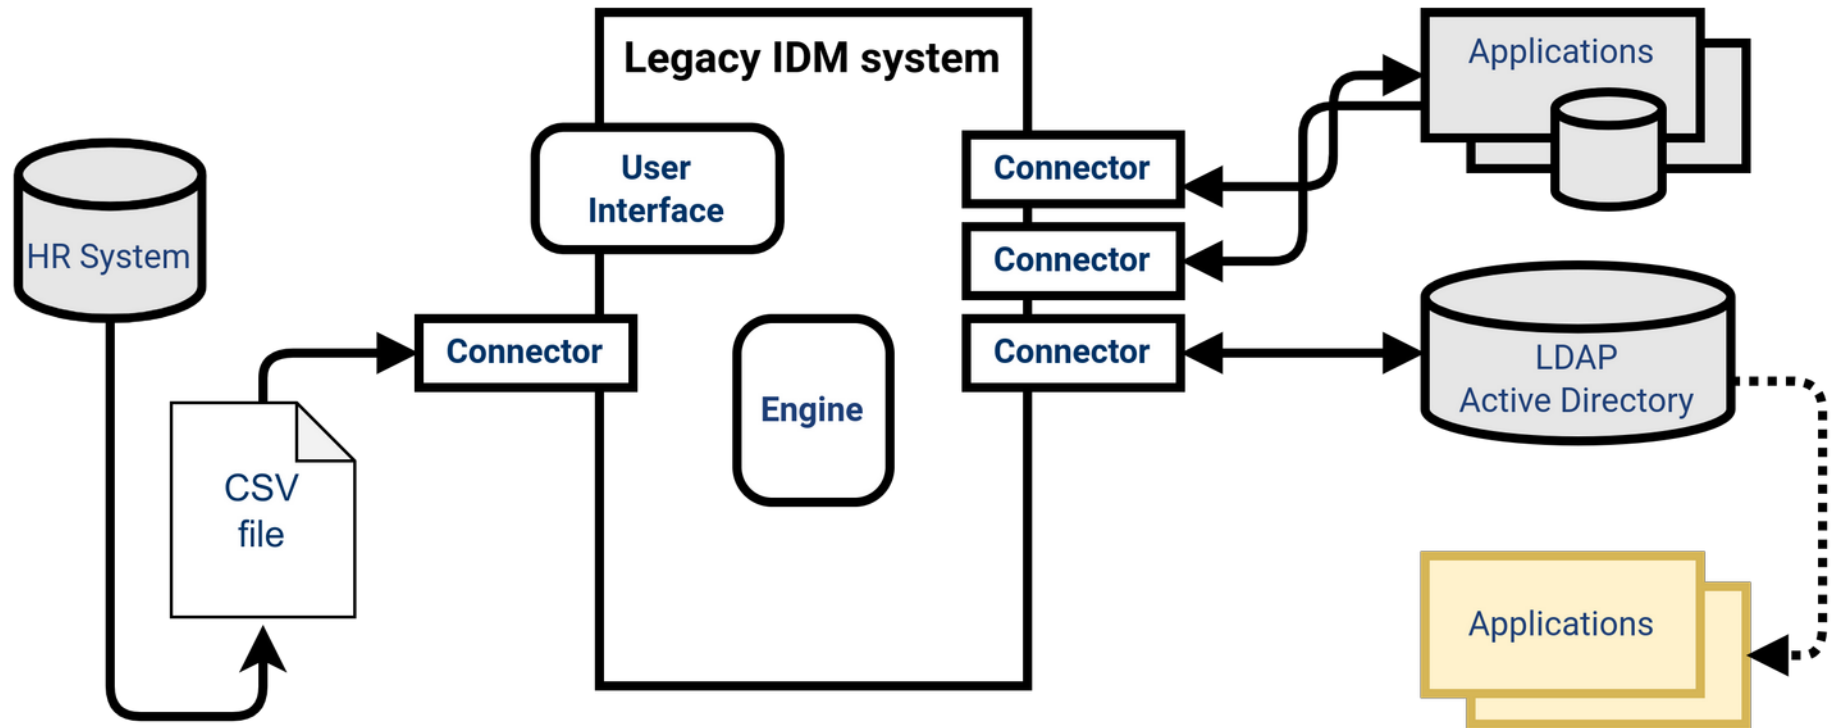 Legacy IDM system
Applications
User
Interface
Connector
HR System
Connector
Connector
Connector
LDAP
Active Directory
Engine
CSV
file
Applications